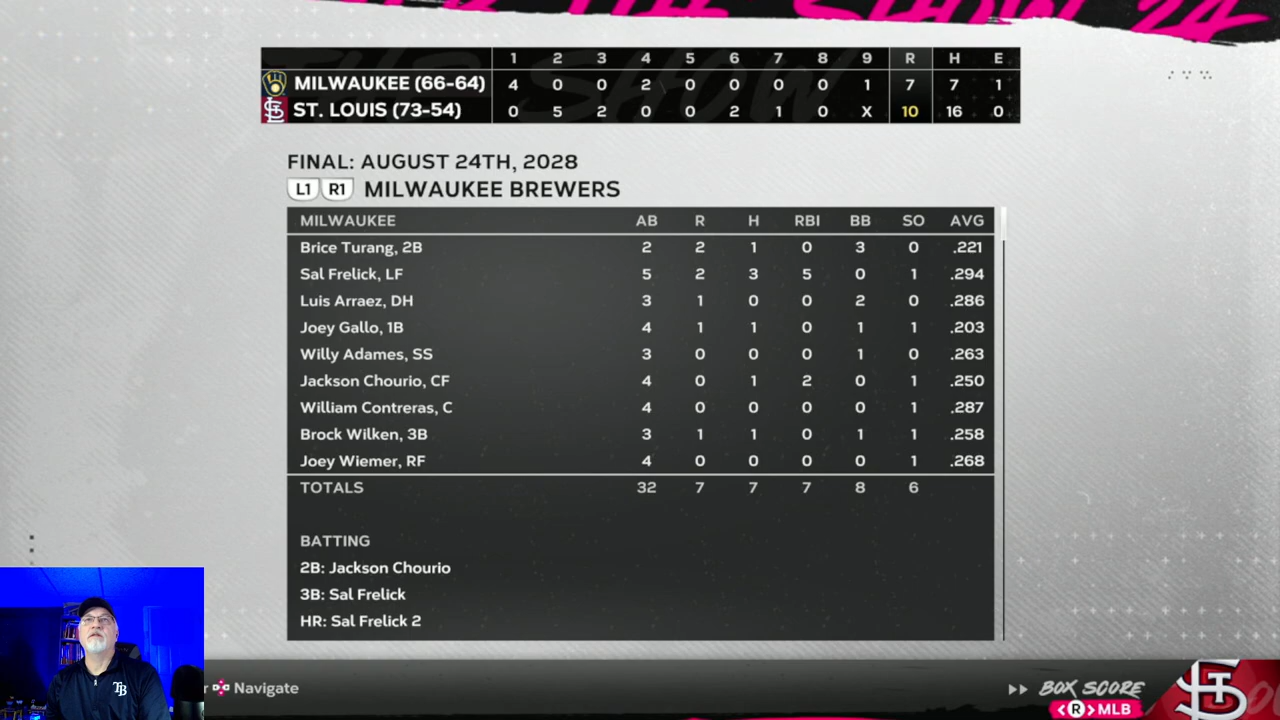 THE SHOW 24
1 2 3 4 5 6 7 8 9 R H E
MILWAUKEE (66-64) 4 0 0 2 0 0 0 0 1 7 7 1
ST. LOUIS (73-54) 0 5 2 0 0 2 1 0 X 10 16 0
FINAL: AUGUST 24TH, 2028
L1 R1 MILWAUKEE BREWERS
MILWAUKEE AB R H RBI BB SO AVG
Brice Turang, 2B 2 2 1 0 3 0 .221
Sal Frelick, LF 5 2 3 5 0 1 .294
Luis Arraez, DH 3 1 0 0 2 0 .286
Joey Gallo, 1B 4 1 1 0 1 1 .203
Willy Adames, SS 3 0 0 0 1 0 .263
Jackson Chourio, CF 4 0 1 2 0 1 .250
William Contreras, C 4 0 0 0 0 1 .287
Brock Wilken, 3B 3 1 1 0 1 1 .258
Joey Wiemer, RF 4 0 0 0 0 1 .268
TOTALS 32 7 7 7 8 6
BATTING
2B: Jackson Chourio
3B: Sal Frelick
HR: Sal Frelick 2
TB
r Navigate
BOX SCORE
R MLB
STL